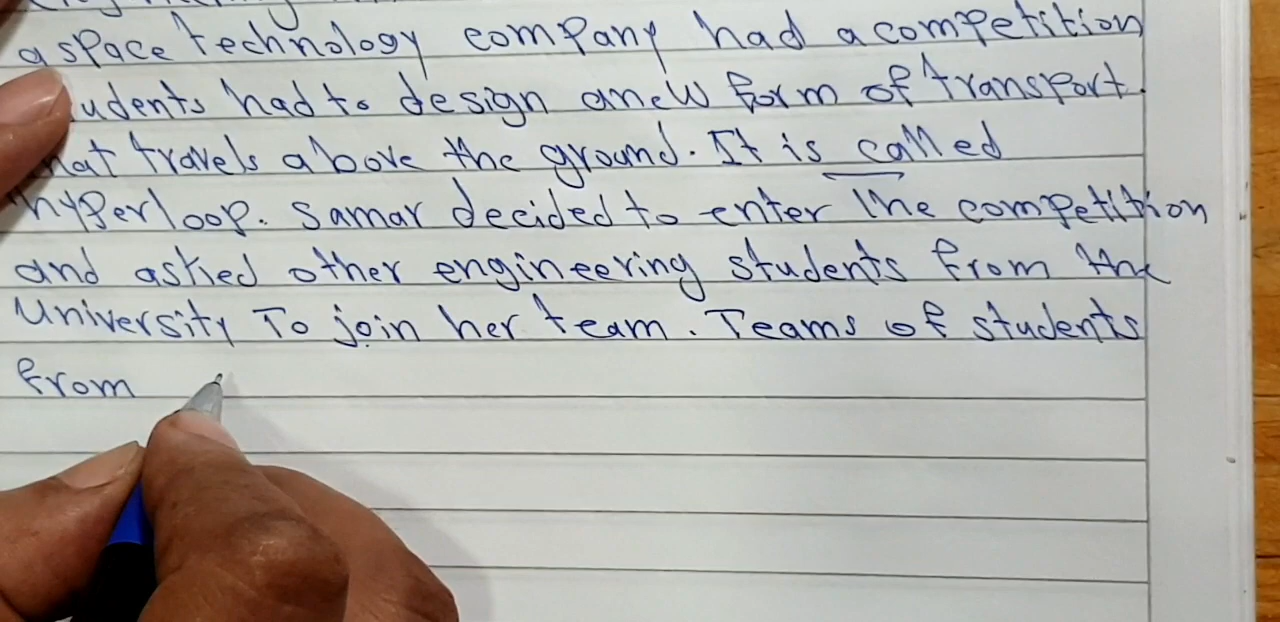 a space technology company had a competition
udents had to design anew form of transport.
hat travels above the ground. It is called
hyperloop. Samar decided to enter the competition
and asked other engineering students from the
University To join her team. Teams of students
from